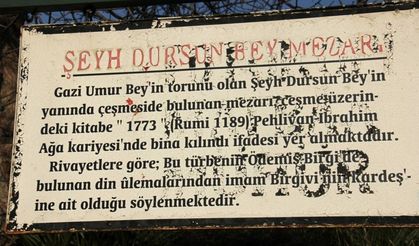 ŞEYH DURSUN BEY MEZARI
Gazi Umur Bey'in torunu olan Şeyh Dursun Bey'in
yanında çeşmeside bulunan mezarı çeşme üzerin-
deki kitabe " 1773 " (Rumi 1189) Pehlivan İbrahim
Ağa kariyesi'nde bina kılındı ifadesi yer almaktadır.
Rivayetlere göre; Bu türbenin ödemiş Birgi'de
bulunan din ûlemalarından imam Birgivi'nin kardeş'i-
ine ait olduğu söylenmektedir.